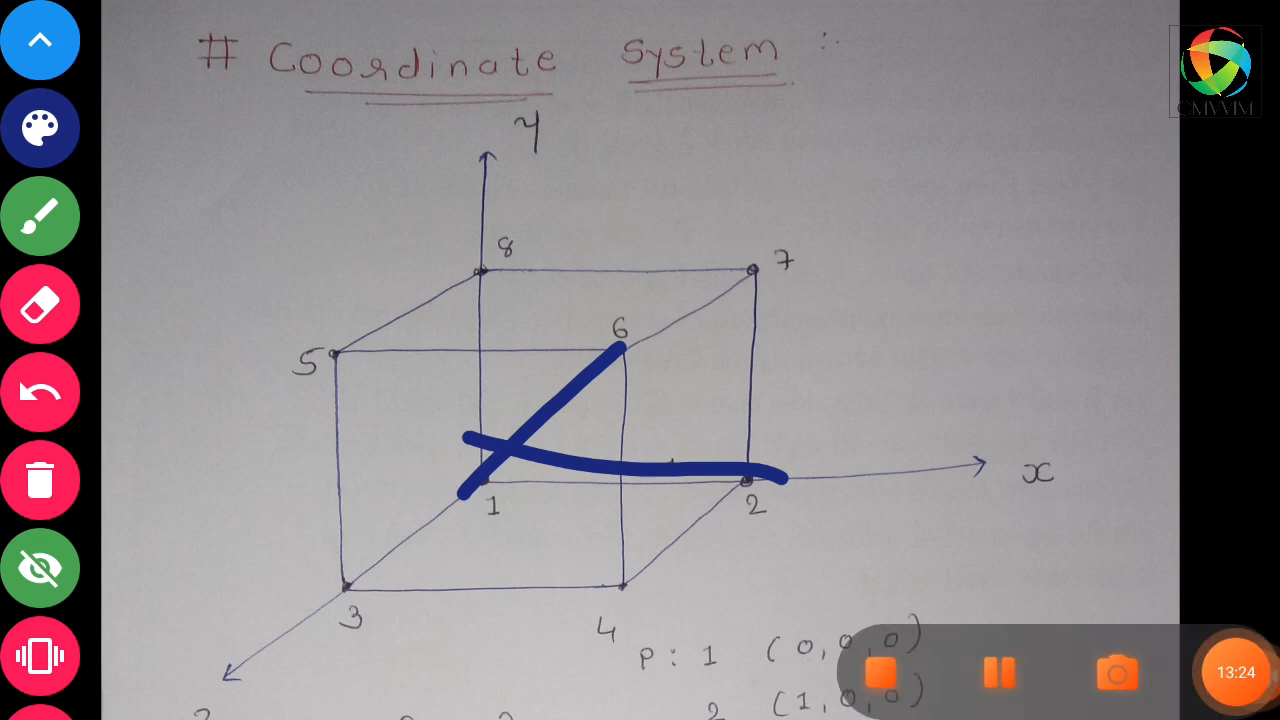 # Coordinate System :
CMVVIM
y
8
7
6
5
1
x
2
3
4
P : 1 (0,0,0)
13:24
2 (1,0,0)